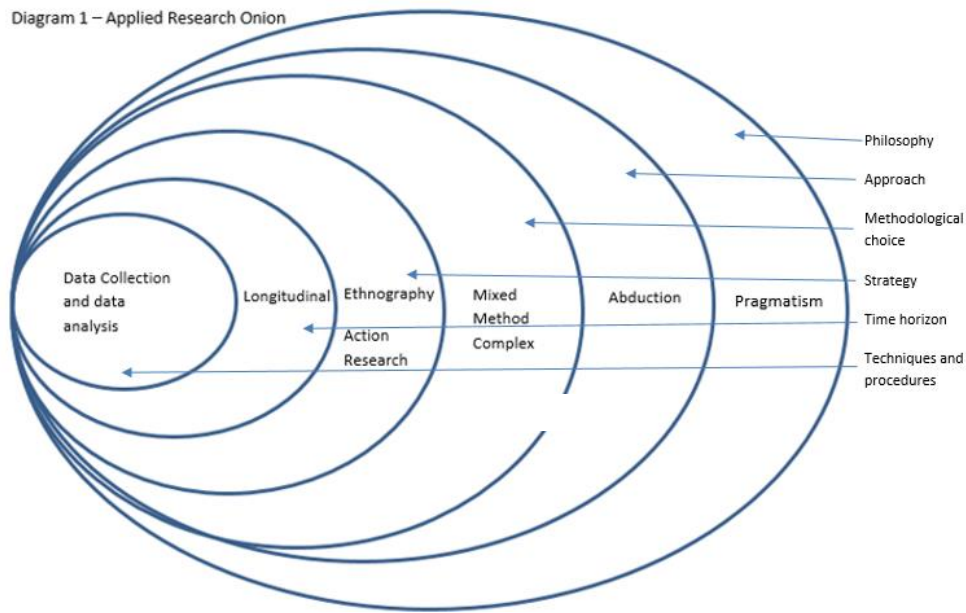 Diagram 1 – Applied Research Onion
Philosophy
Approach
Methodological
choice
Strategy
Time horizon
Techniques and
procedures
Data Collection
and data
analysis
Longitudinal
Ethnography
Action
Research
Mixed
Method
Complex
Abduction
Pragmatism